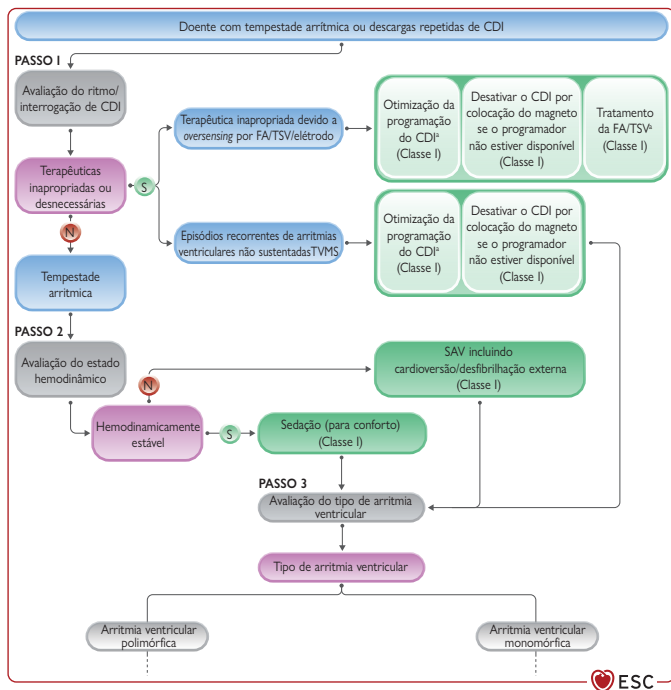 Doente com tempestade arrítmica ou descargas repetidas de CDI
PASSO 1
Avaliação do ritmo/
interrogação de CDI
Terapêuticas
inapropriadas ou
desnecessárias
S
N
Terapêutica inapropriada devido a
oversensing por FA/TSV/elétrodo
Otimização da
programação
do CDIª
(Classe I)
Desativar o CDI por
colocação do magneto
se o programador
não estiver disponível
(Classe I)
Tratamento
da FA/TSVª
(Classe I)
Episódios recorrentes de arritmias
ventriculares não sustentadasTVMS
Otimização da
programação
do CDIª
(Classe I)
Desativar o CDI por
colocação do magneto
se o programador
não estiver disponível
(Classe I)
Tempestade
arrítmica
PASSO 2
Avaliação do estado
hemodinâmico
N
SAV incluindo
cardioversão/desfibrilhação externa
(Classe I)
Hemodinamicamente
estável
S
Sedação (para conforto)
(Classe I)
PASSO 3
Avaliação do tipo de arritmia
ventricular
Tipo de arritmia ventricular
Arritmia ventricular
polimórfica
Arritmia ventricular
monomórfica
ESC